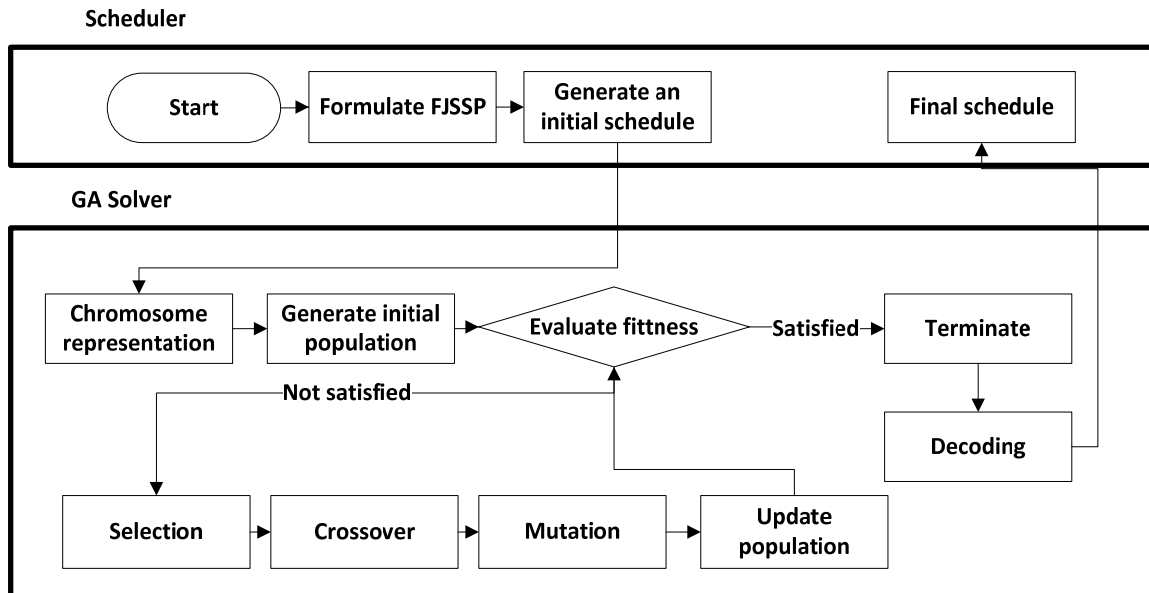 Scheduler
Start
Formulate FJSSP
Generate an
initial schedule
Final schedule
GA Solver
Chromosome
representation
Generate initial
population
Evaluate fittness
Satisfied
Terminate
Not satisfied
Decoding
Selection
Crossover
Mutation
Update
population